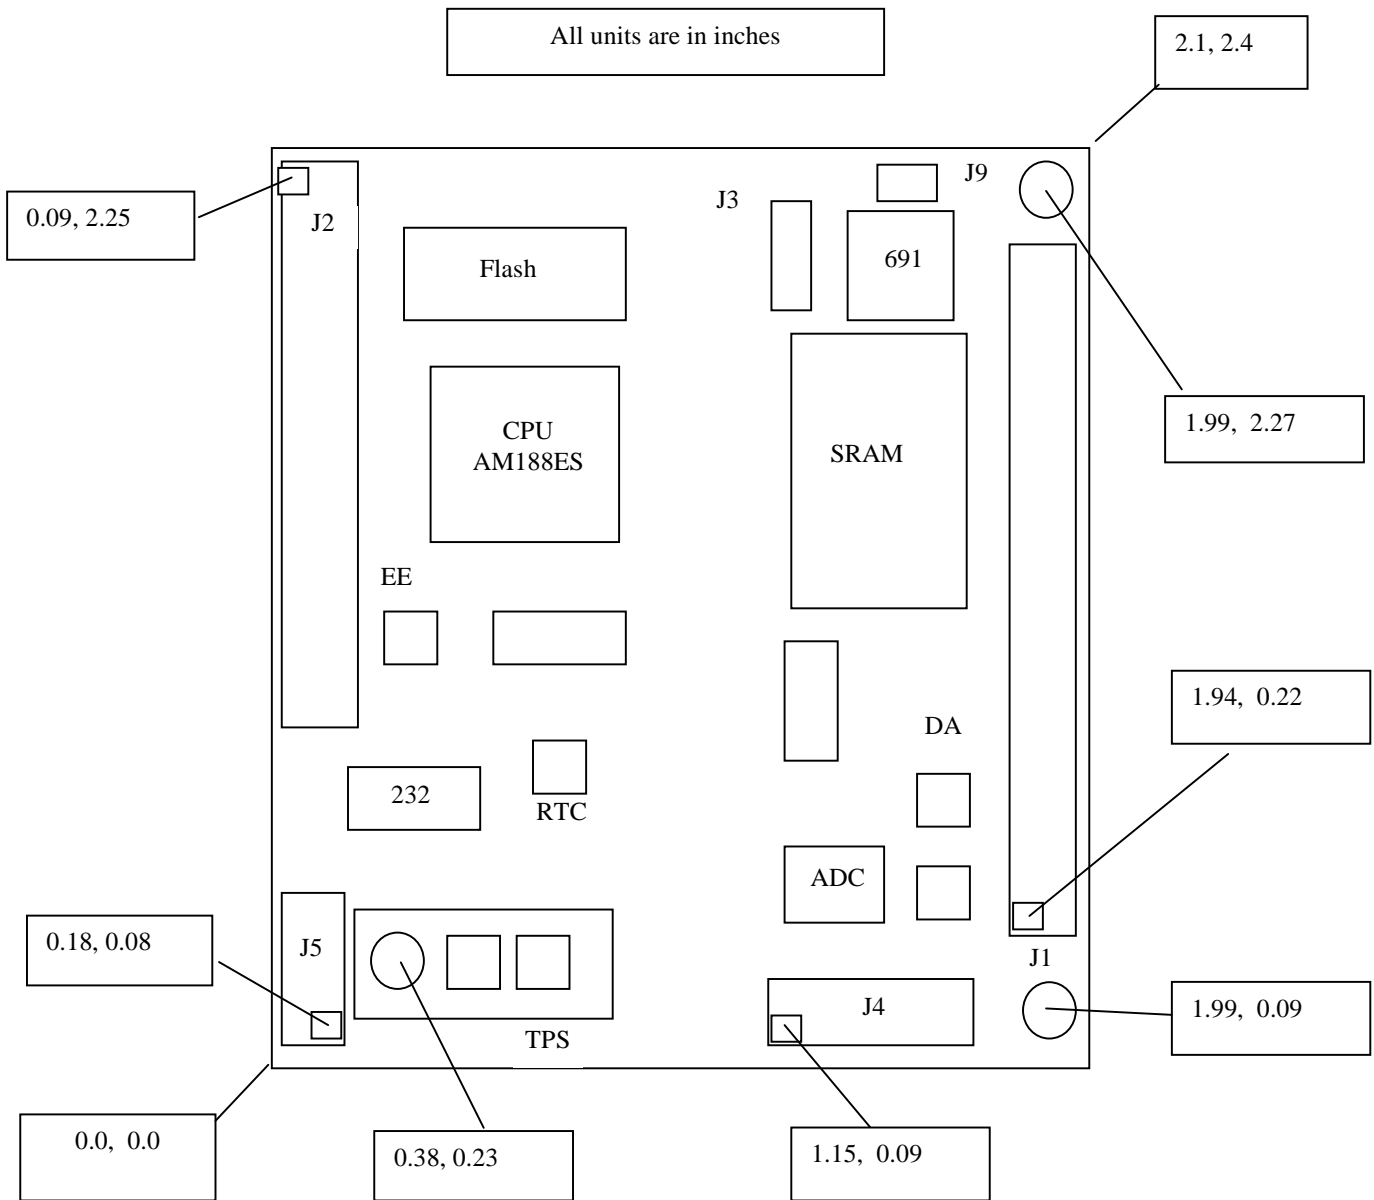 All units are in inches
2.1, 2.4
J9
J3
0.09, 2.25
J2
691
Flash
1.99, 2.27
CPU
AM188ES
SRAM
EE
1.94, 0.22
DA
232
RTC
ADC
0.18, 0.08
J5
J1
J4
1.99, 0.09
TPS
0.0, 0.0
0.38, 0.23
1.15, 0.09